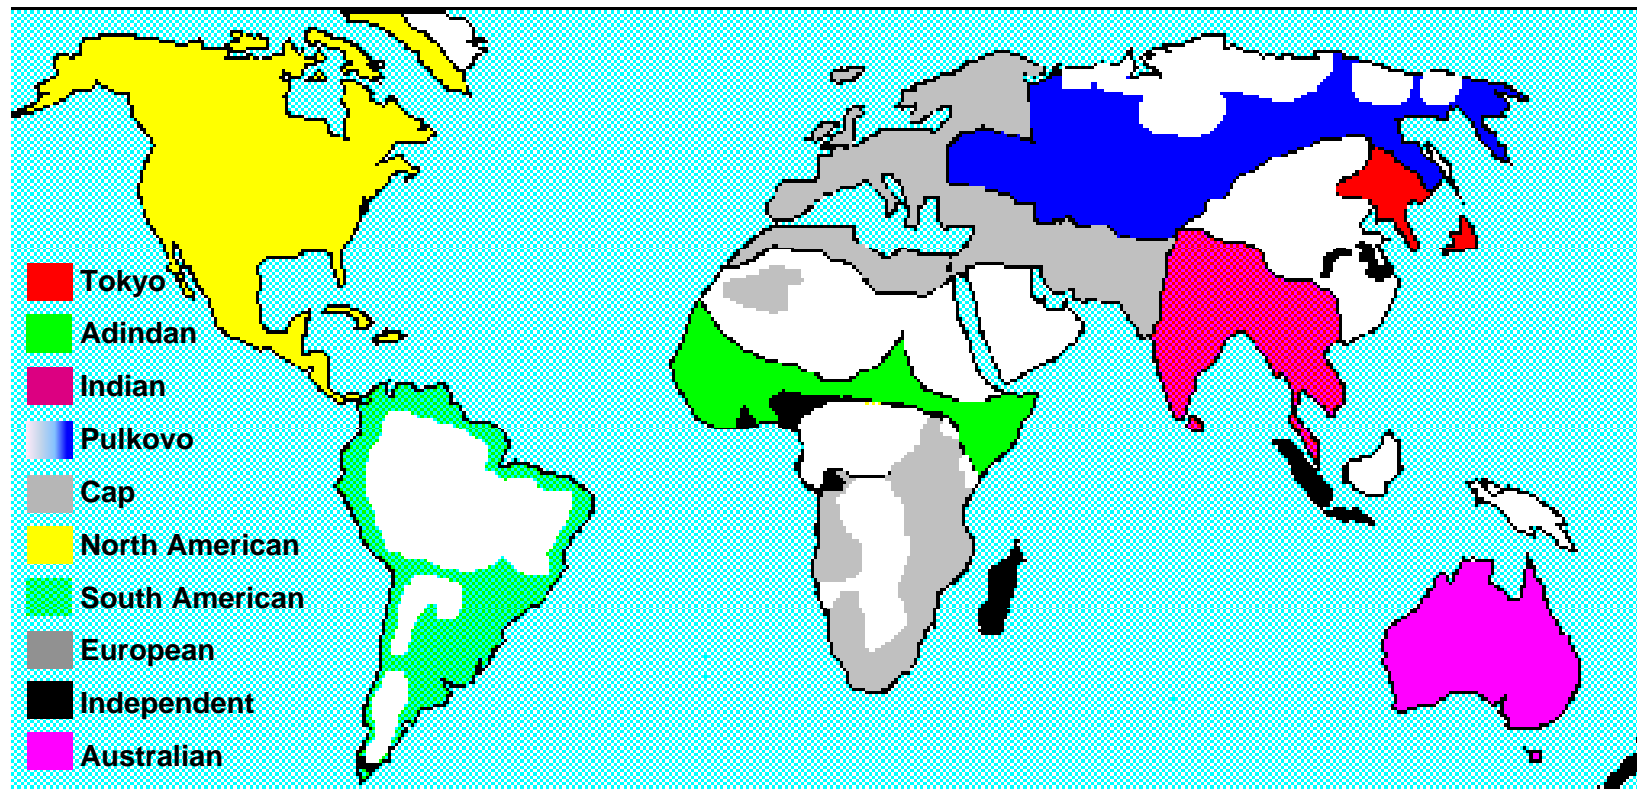 Tokyo
Adindan
Indian
Pulkovo
Cap
North American
South American
European
Independent
Australian